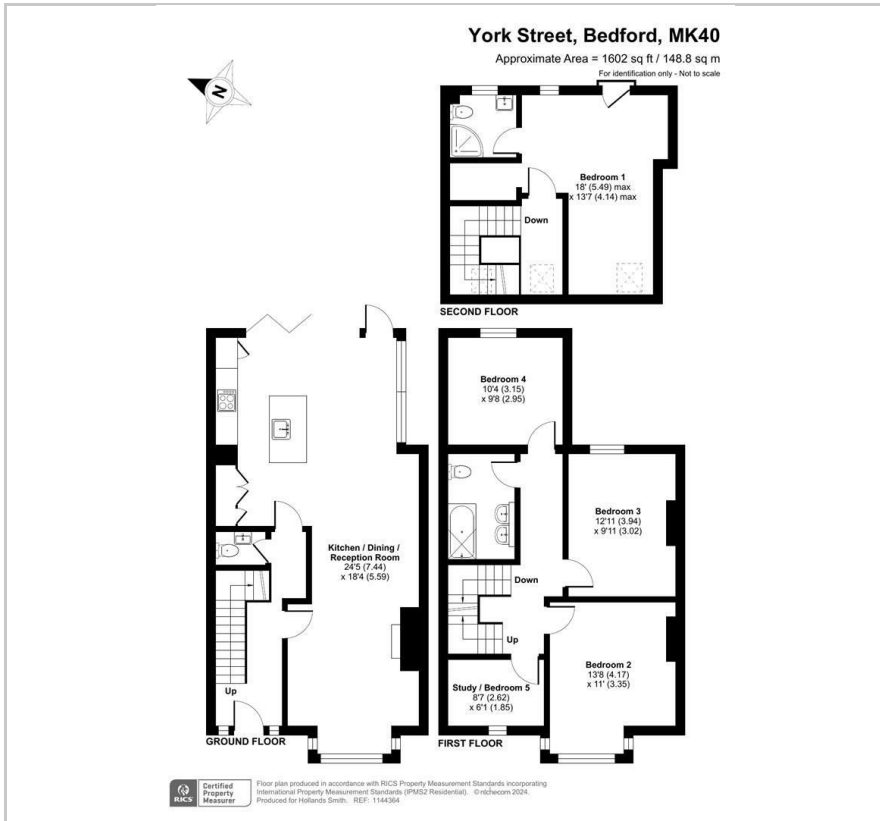 York Street, Bedford, MK40
Approximate Area = 1602 sq ft / 148.8 sq m
For identification only - Not to scale
N
Bedroom 1
18' (5.49) max
x 13'7 (4.14) max
Down
SECOND FLOOR
Kitchen / Dining /
Reception Room
24'5 (7.44)
x 18'4 (5.59)
Up
GROUND FLOOR
Bedroom 4
10'4 (3.15)
x 9'8 (2.95)
Bedroom 3
12'11 (3.94)
x 9'11 (3.02)
Down
Up
Bedroom 2
13'8 (4.17)
x 11' (3.35)
Study / Bedroom 5
8'7 (2.62)
x 6'1 (1.85)
FIRST FLOOR
RICS
Certified
Property
Measurer
Floor plan produced in accordance with RICS Property Measurement Standards incorporating
International Property Measurement Standards (IPMS2 Residential). © nichecom 2024.
Produced for Hollands Smith. REF: 1144364